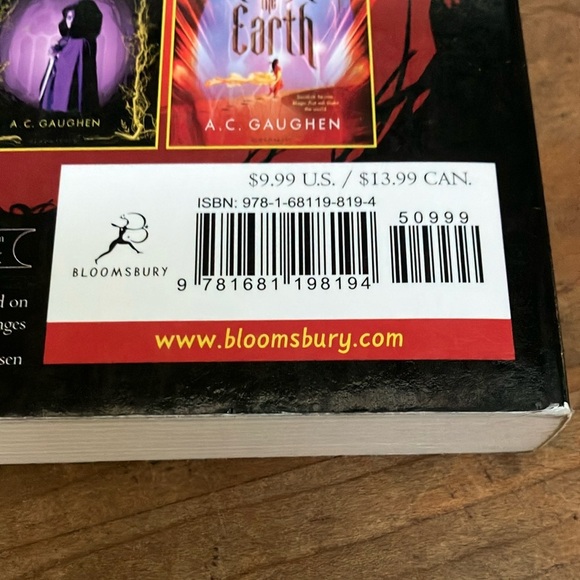 the
Earth
A.C. GAUGHEN
A.C. GAUGHEN
$9.99 U.S. / $13.99 CAN.
ISBN: 978-1-68119-819-4
50999
BLOOMSBURY
9 781681 198194
d on
nges
sen
www.bloomsbury.com